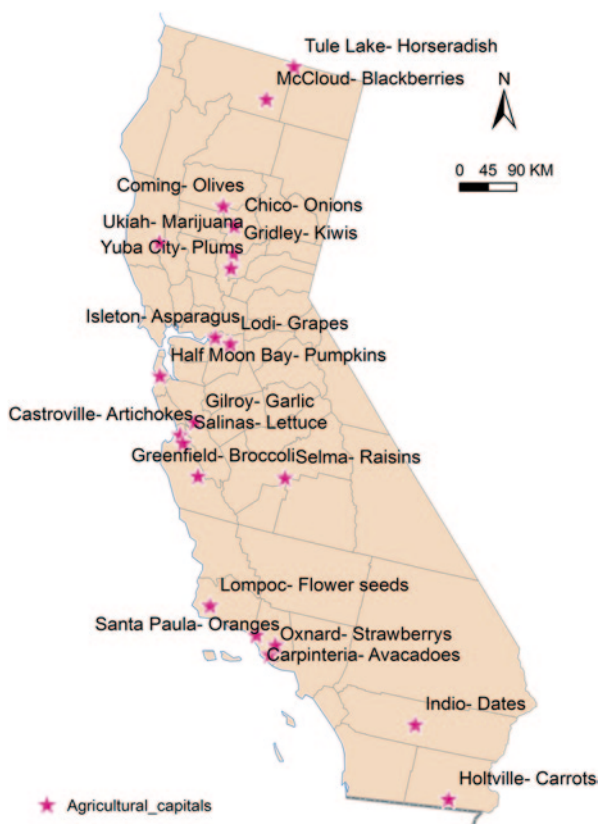 Tule Lake- Horseradish
McCloud- Blackberries
N
0 45 90 KM
Coming- Olives
Chico- Onions
Ukiah- Marijuana
Gridley- Kiwis
Yuba City- Plums
Isleton- Asparagus
Lodi- Grapes
Half Moon Bay- Pumpkins
Gilroy- Garlic
Castroville- Artichokes
Salinas- Lettuce
Greenfield- Broccoli
Selma- Raisins
Lompoc- Flower seeds
Santa Paula- Oranges
Oxnard- Strawberrys
Carpinteria- Avacadoes
Indio- Dates
Holtville- Carrots
Agricultural_capitals